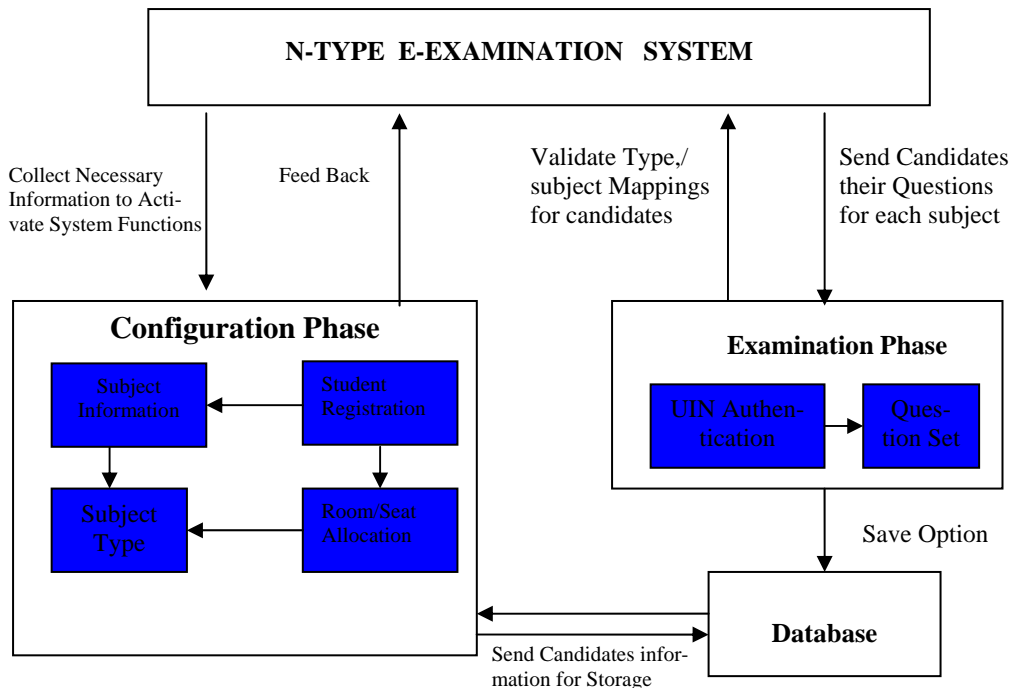 N-TYPE E-EXAMINATION SYSTEM
Collect Necessary
Information to Acti-
vate System Functions
Feed Back
Validate Type,/
subject Mappings
for candidates
Send Candidates
their Questions
for each subject
Configuration Phase
Subject
Information
Student
Registration
Subject
Type
Room/Seat
Allocation
Examination Phase
UIN Authen-
tication
Ques-
tion Set
Save Option
Database
Send Candidates infor-
mation for Storage